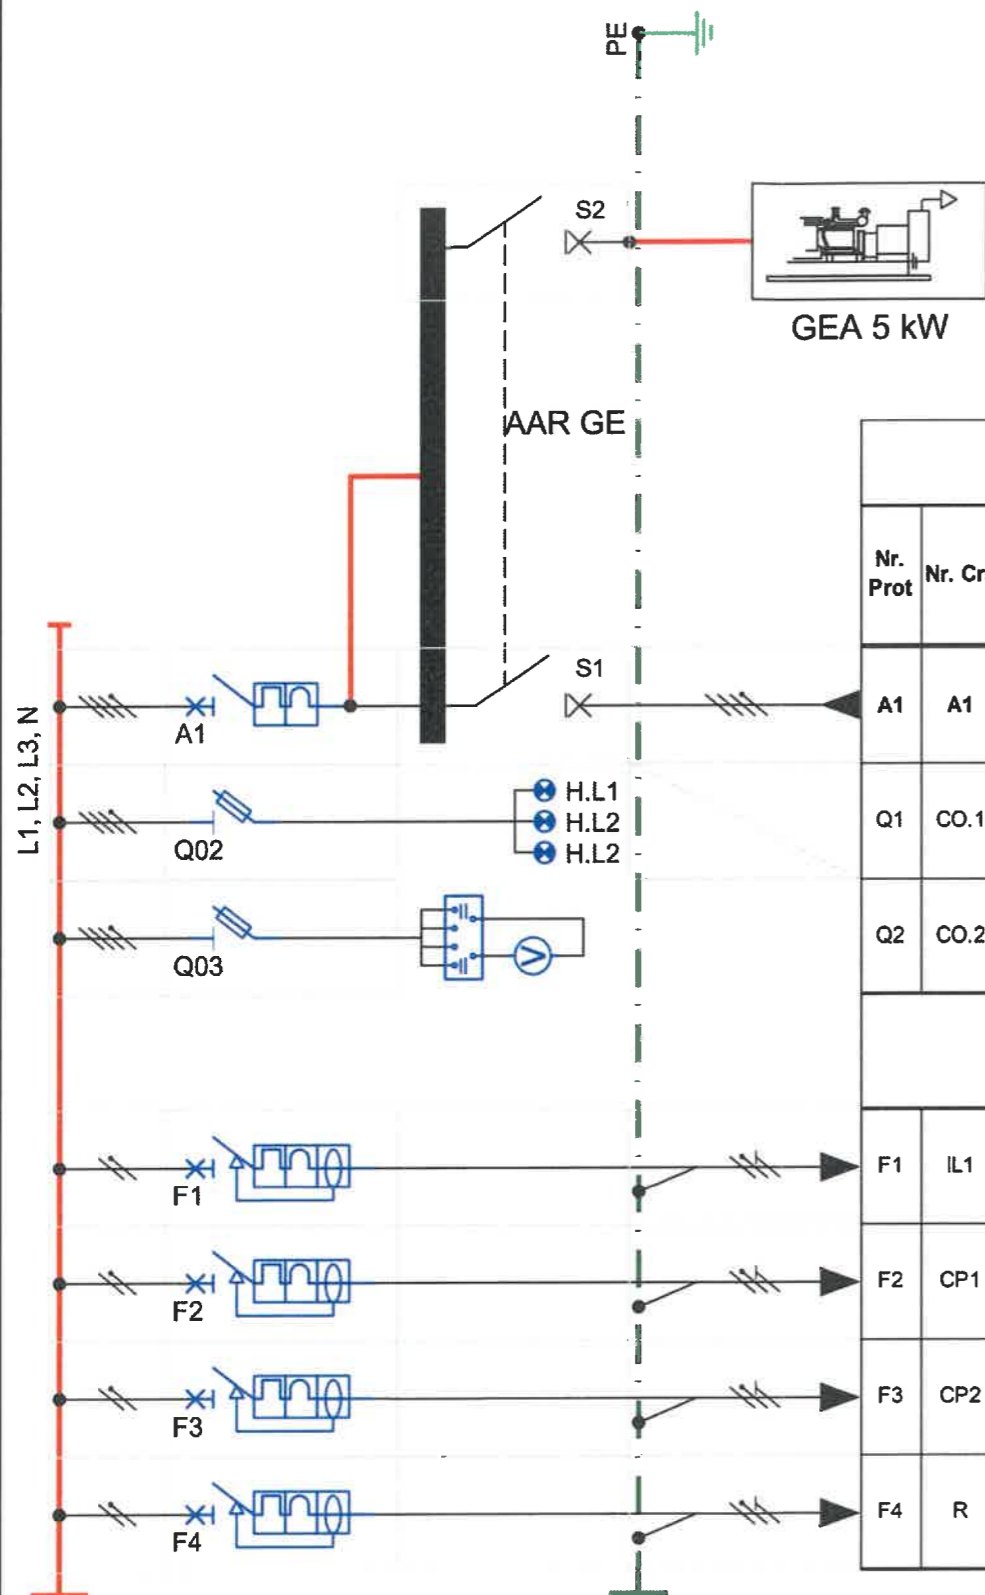 PE
S2
GEA 5 kW
AAR GE
Nr. Prot
Nr. Cr
L1, L2, L3, N
A1
S1
A1
A1
Q02
H.L1
H.L2
H.L2
Q1
CO.1
Q03
V
Q2
CO.2
F1
F1
IL1
F2
F2
CP1
F3
F3
CP2
F4
F4
R